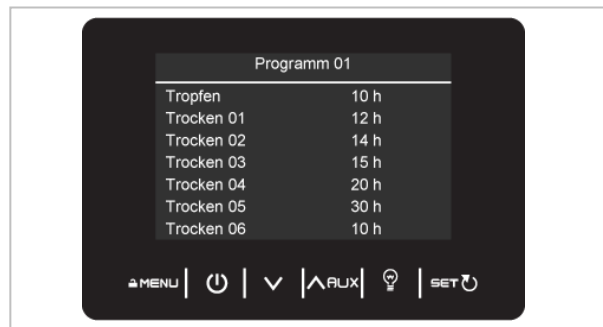 Programm 01
Tropfen 10 h
Trocken 01 12 h
Trocken 02 14 h
Trocken 03 15 h
Trocken 04 20 h
Trocken 05 30 h
Trocken 06 10 h
MENU AUX SET